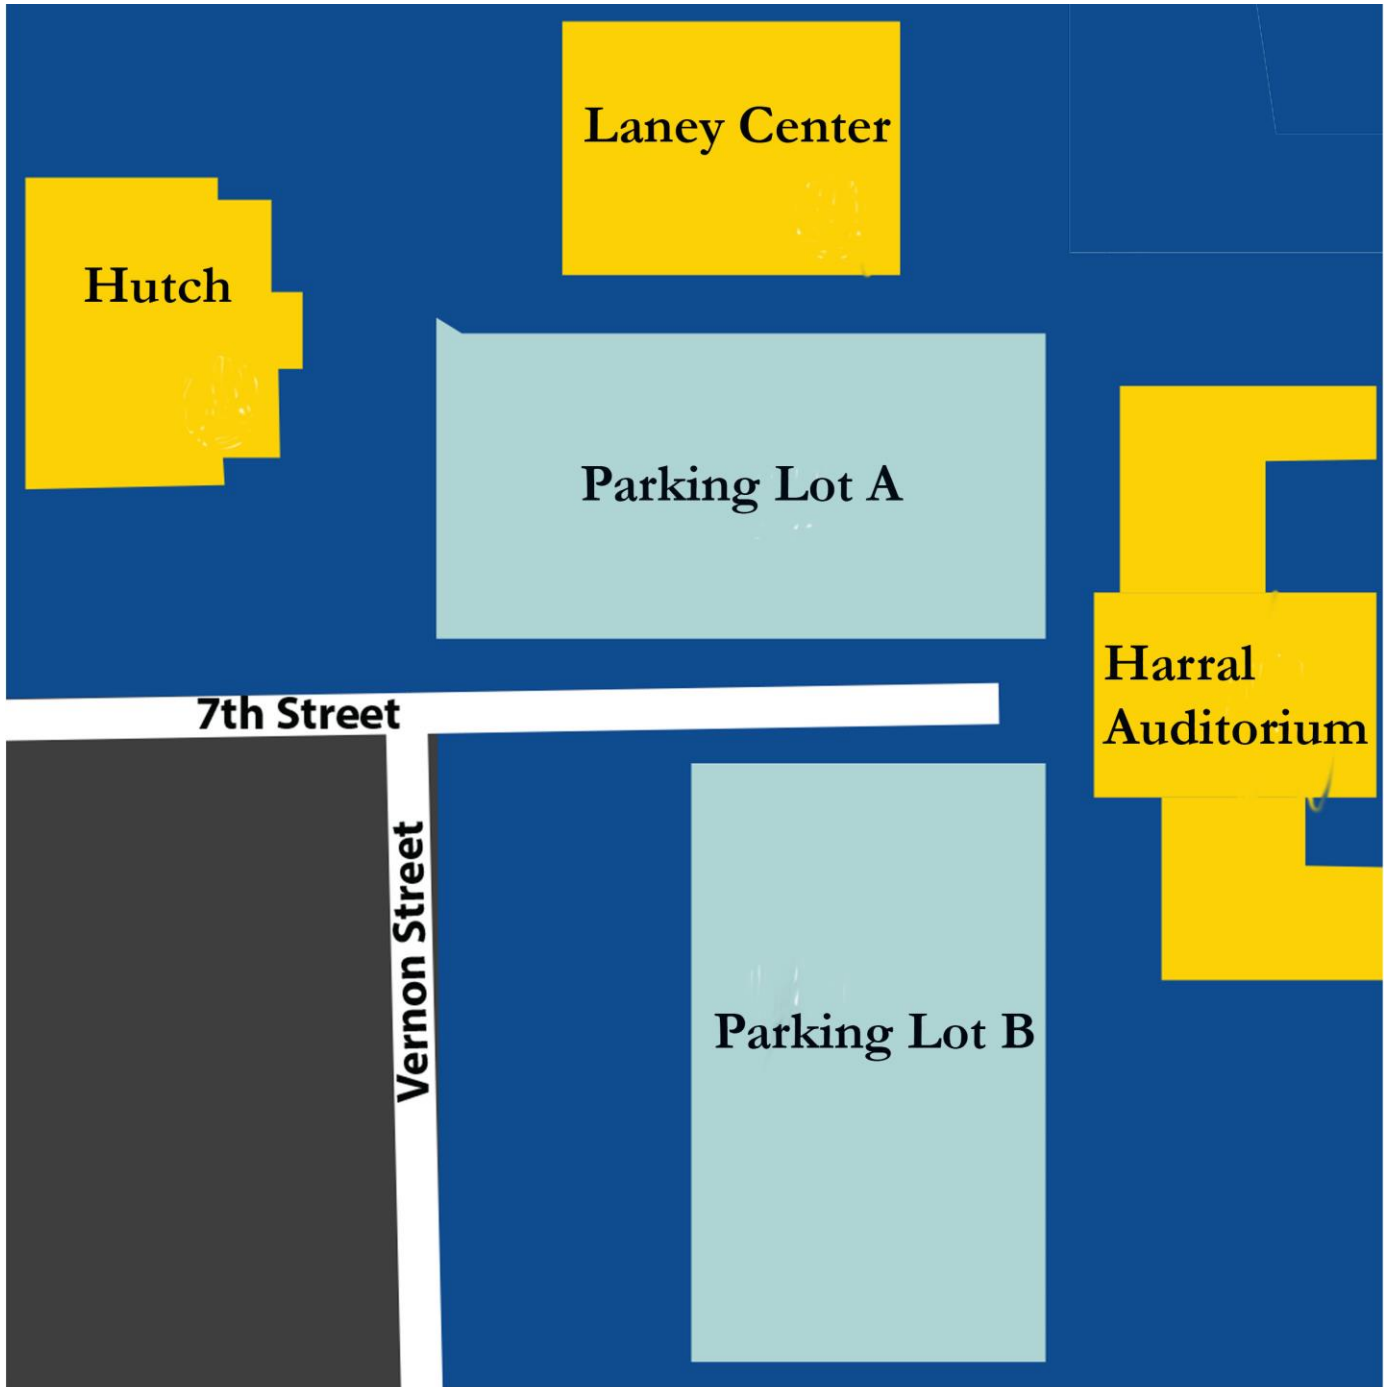 Laney Center
Hutch
Parking Lot A
Harral
Auditorium
7th Street
Vernon Street
Parking Lot B